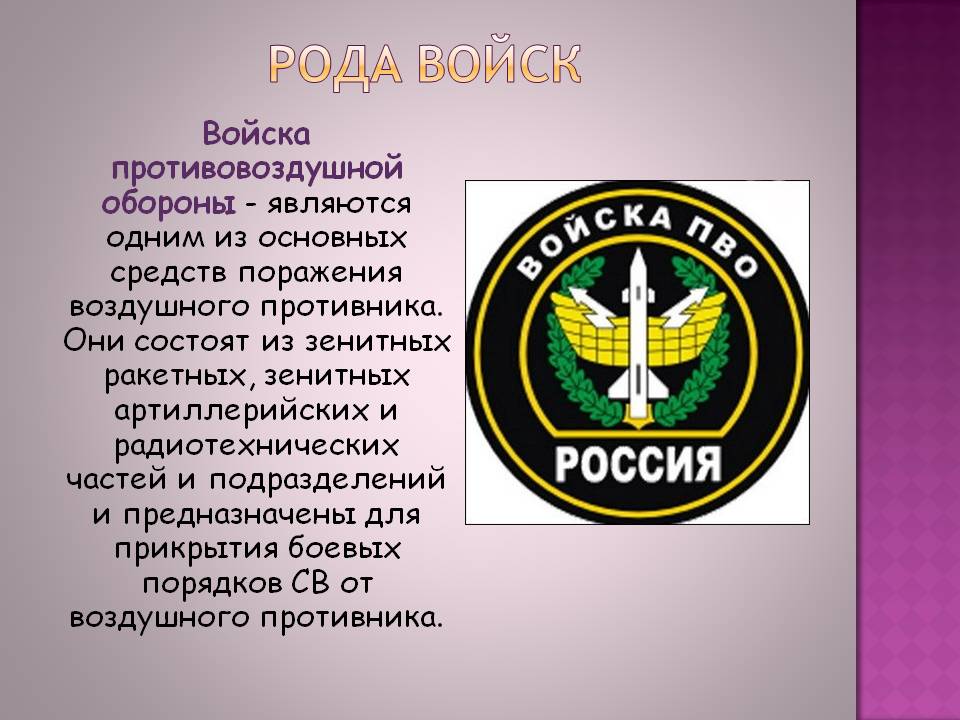 РОДА ВОЙСК
Войска
противовоздушной
обороны - являются
одним из основных
средств поражения
воздушного противника.
Они состоят из зенитных
ракетных, зенитных
артиллерийских и
радиотехнических
частей и подразделений
и предназначены для
прикрытия боевых
порядков СВ от
воздушного противника.
ВОЙСКА ПВО
РОССИЯ